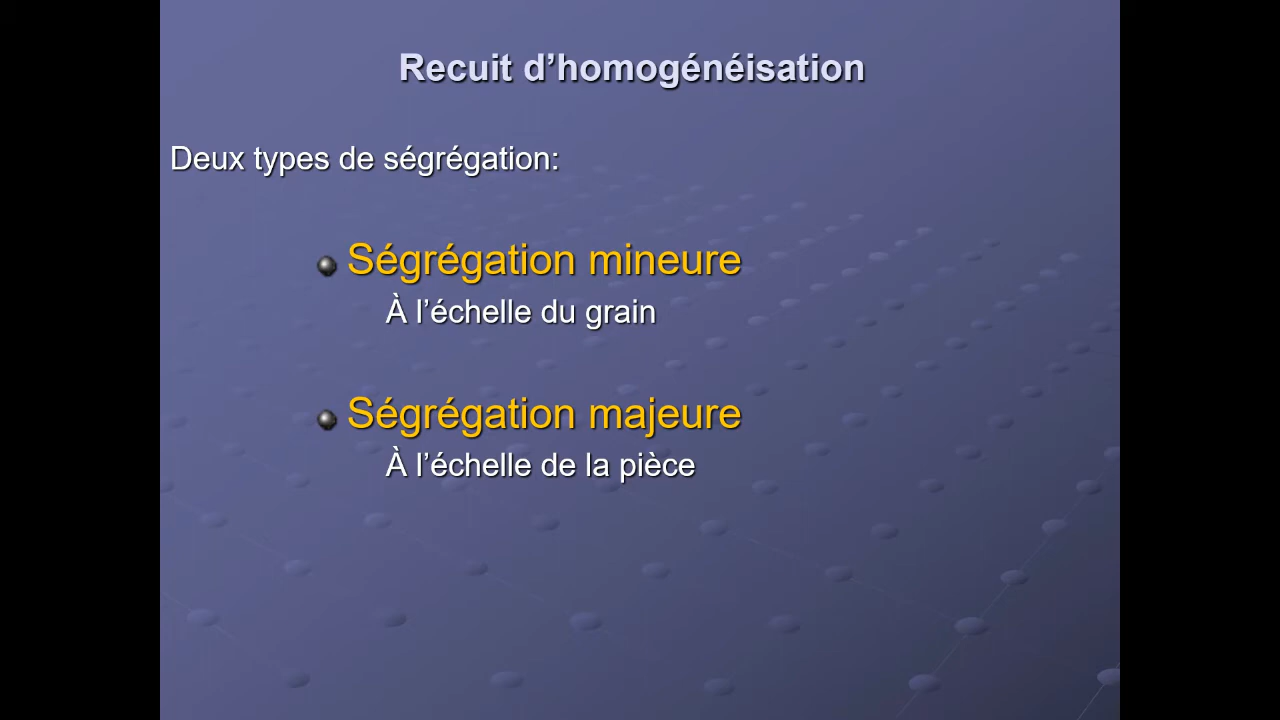 Recuit d’homogénéisation
Deux types de ségrégation:
Ségrégation mineure
À l’échelle du grain
Ségrégation majeure
À l’échelle de la pièce